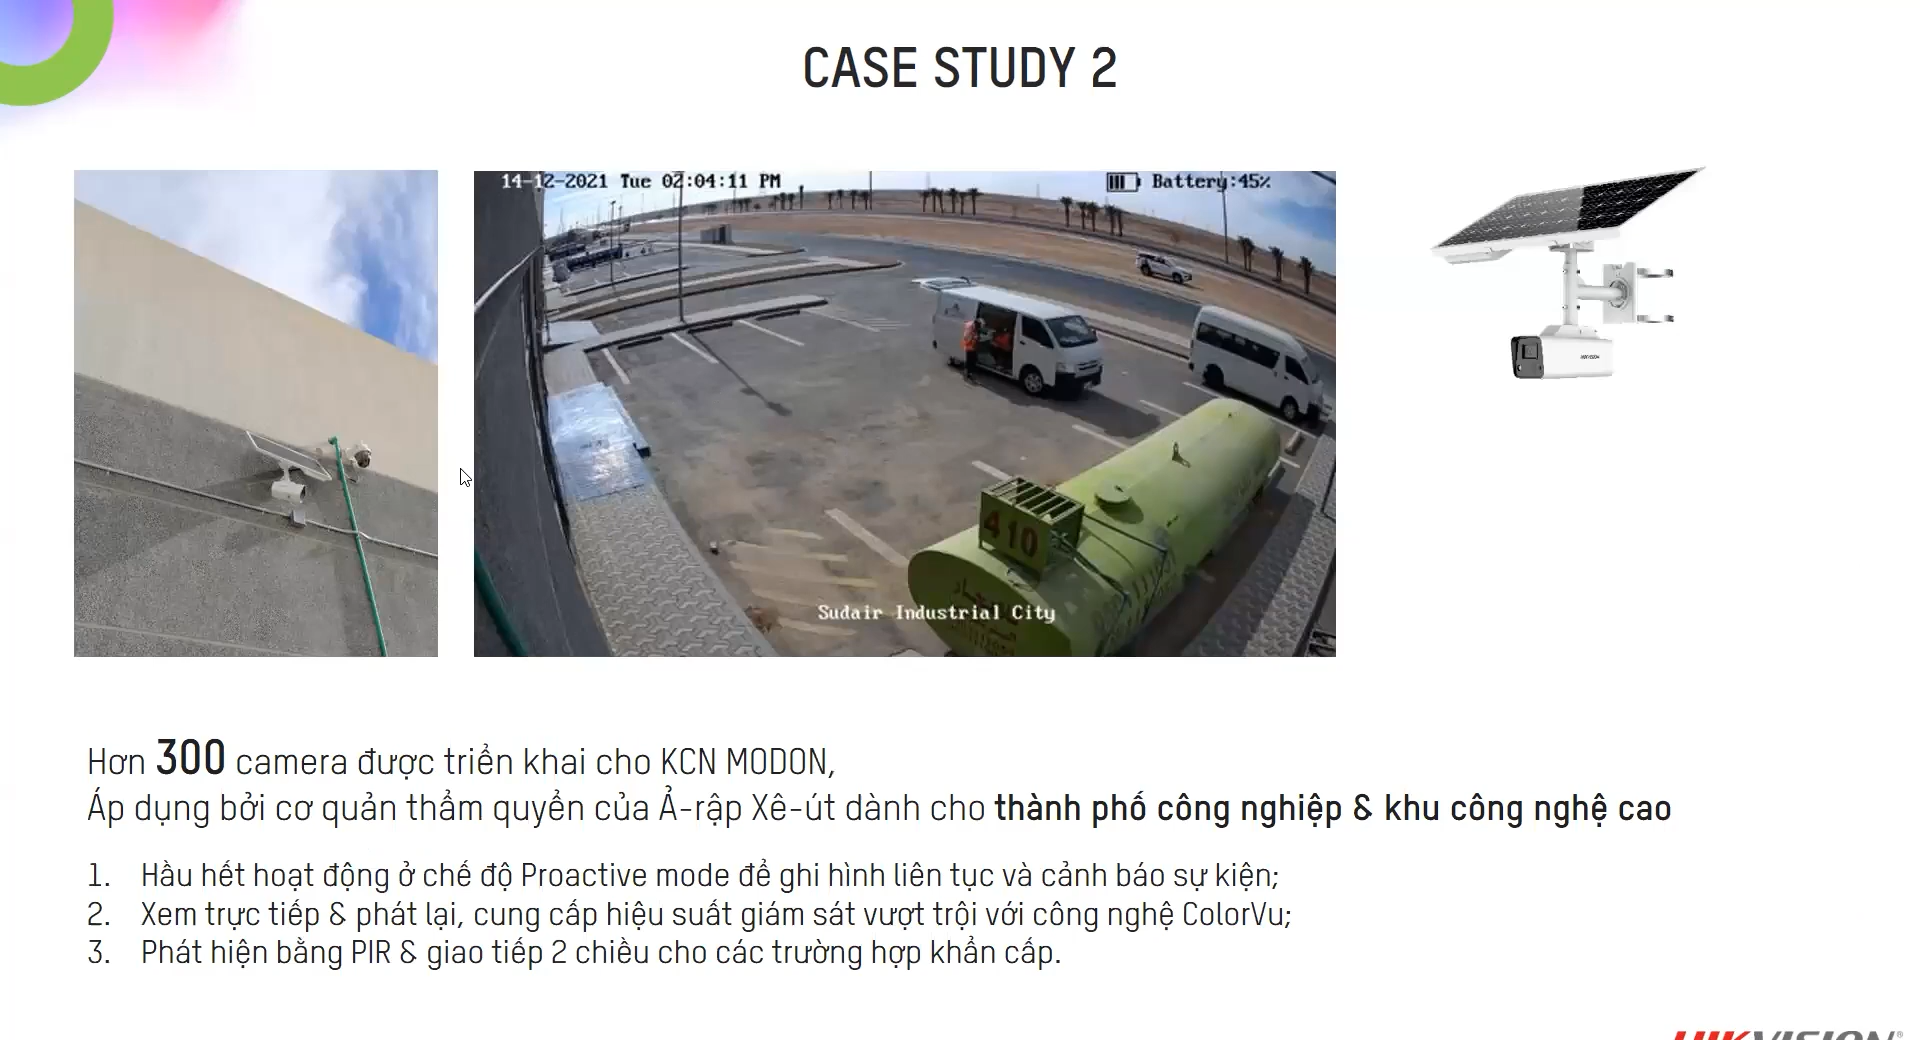 CASE STUDY 2
14-12-2021 Tue 02:04:11 PM
Battery:45%
410
Sudair Industrial City
HIKVISION
Hơn 300 camera được triển khai cho KCN MODON,
Áp dụng bởi cơ quản thẩm quyển của Ả-rập Xê-út dành cho thành phố công nghiệp & khu công nghệ cao
1. Hầu hết hoạt động ở chế độ Proactive mode để ghi hình liên tục và cảnh báo sự kiện;
2. Xem trực tiếp & phát lại, cung cấp hiệu suất giám sát vượt trội với công nghệ ColorVu;
3. Phát hiện bằng PIR & giao tiếp 2 chiều cho các trường hợp khẩn cấp.
HIKVISION®